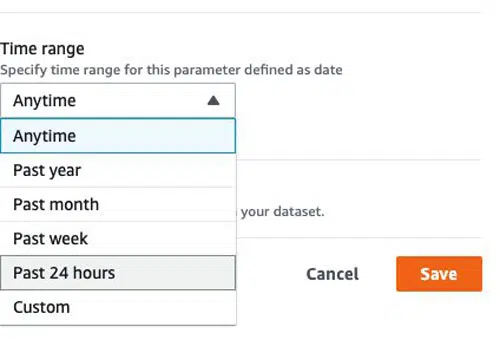 Time range
Specify time range for this parameter defined as date
Anytime
Anytime
Past year
Past month
Past week
your dataset.
Past 24 hours
Cancel
Save
Custom